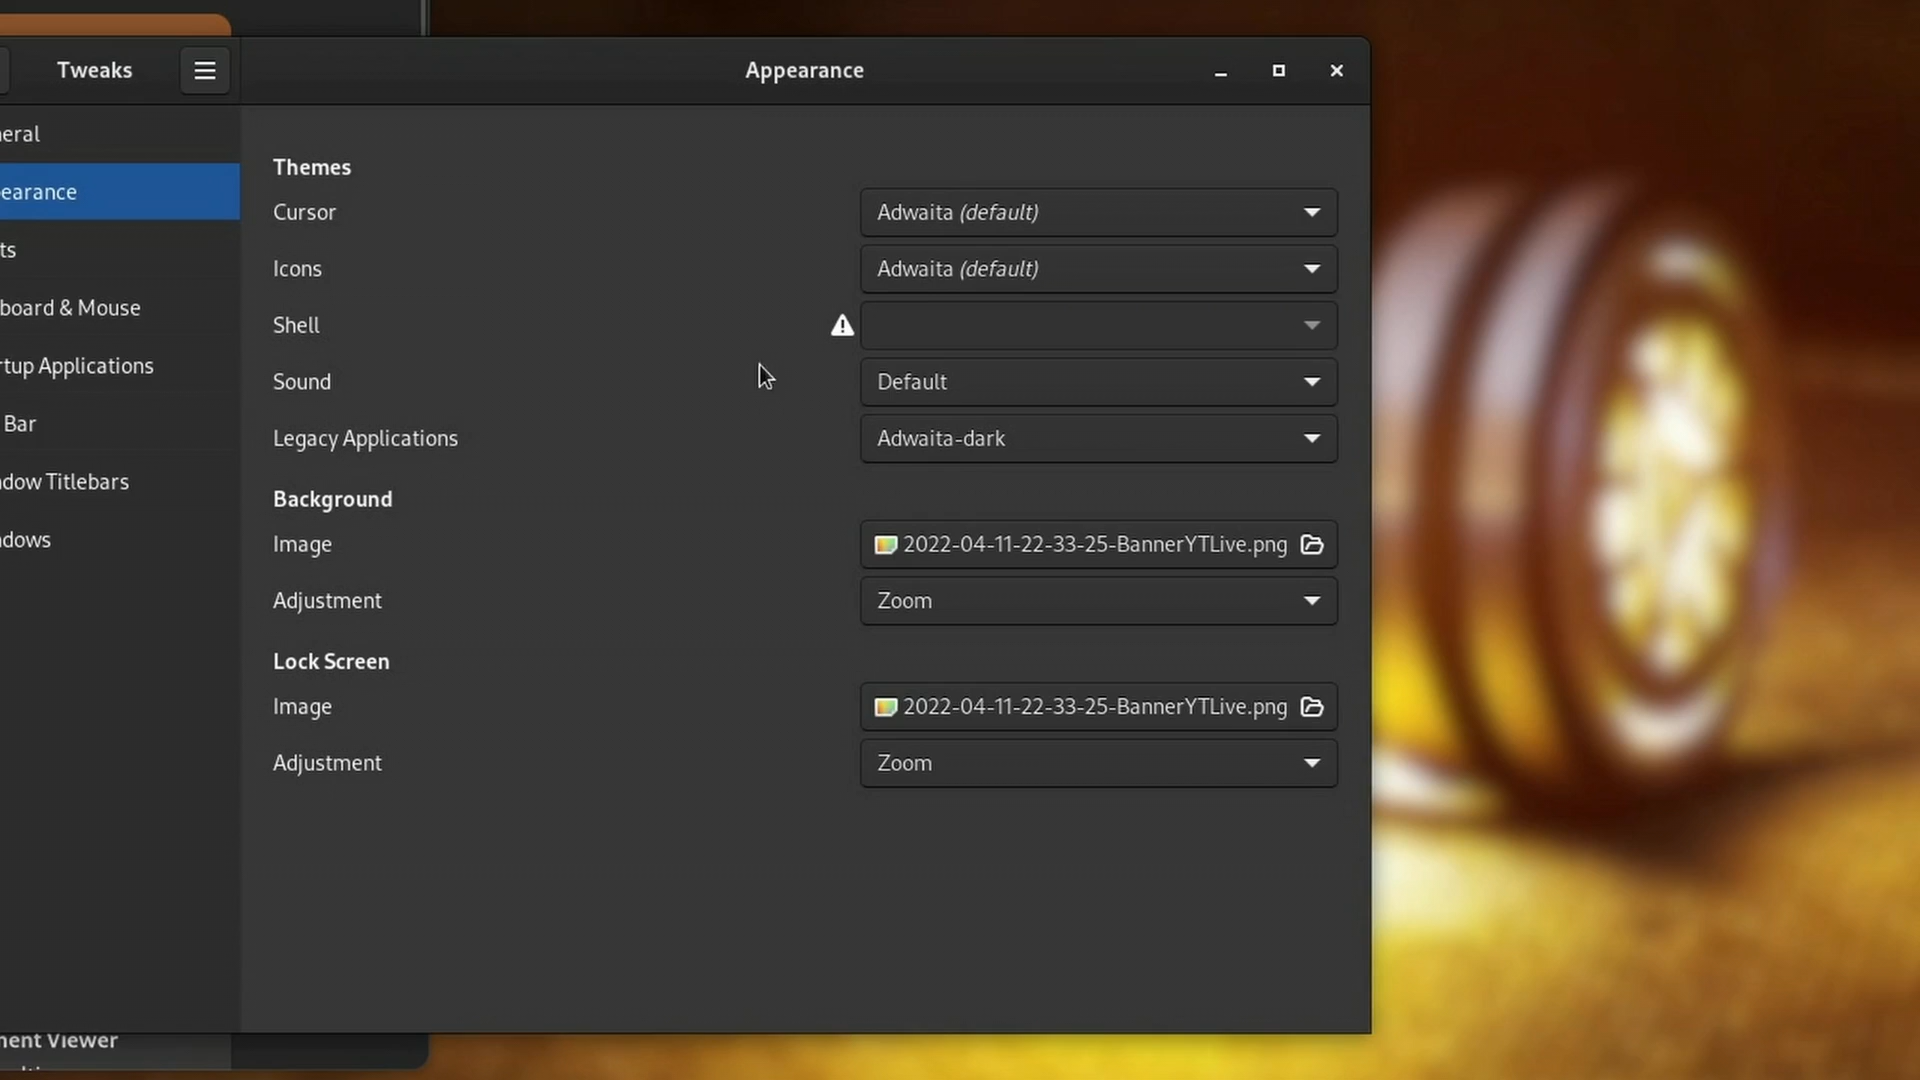 Tweaks
Appearance
eral
earance
ts
board & Mouse
rtup Applications
Bar
dow Titlebars
dows
Themes
Cursor
Adwaita (default)
Icons
Adwaita (default)
Shell
Sound
Default
Legacy Applications
Adwaita-dark
Background
Image
2022-04-11-22-33-25-BannerYTLive.png
Adjustment
Zoom
Lock Screen
Image
2022-04-11-22-33-25-BannerYTLive.png
Adjustment
Zoom
ent Viewer